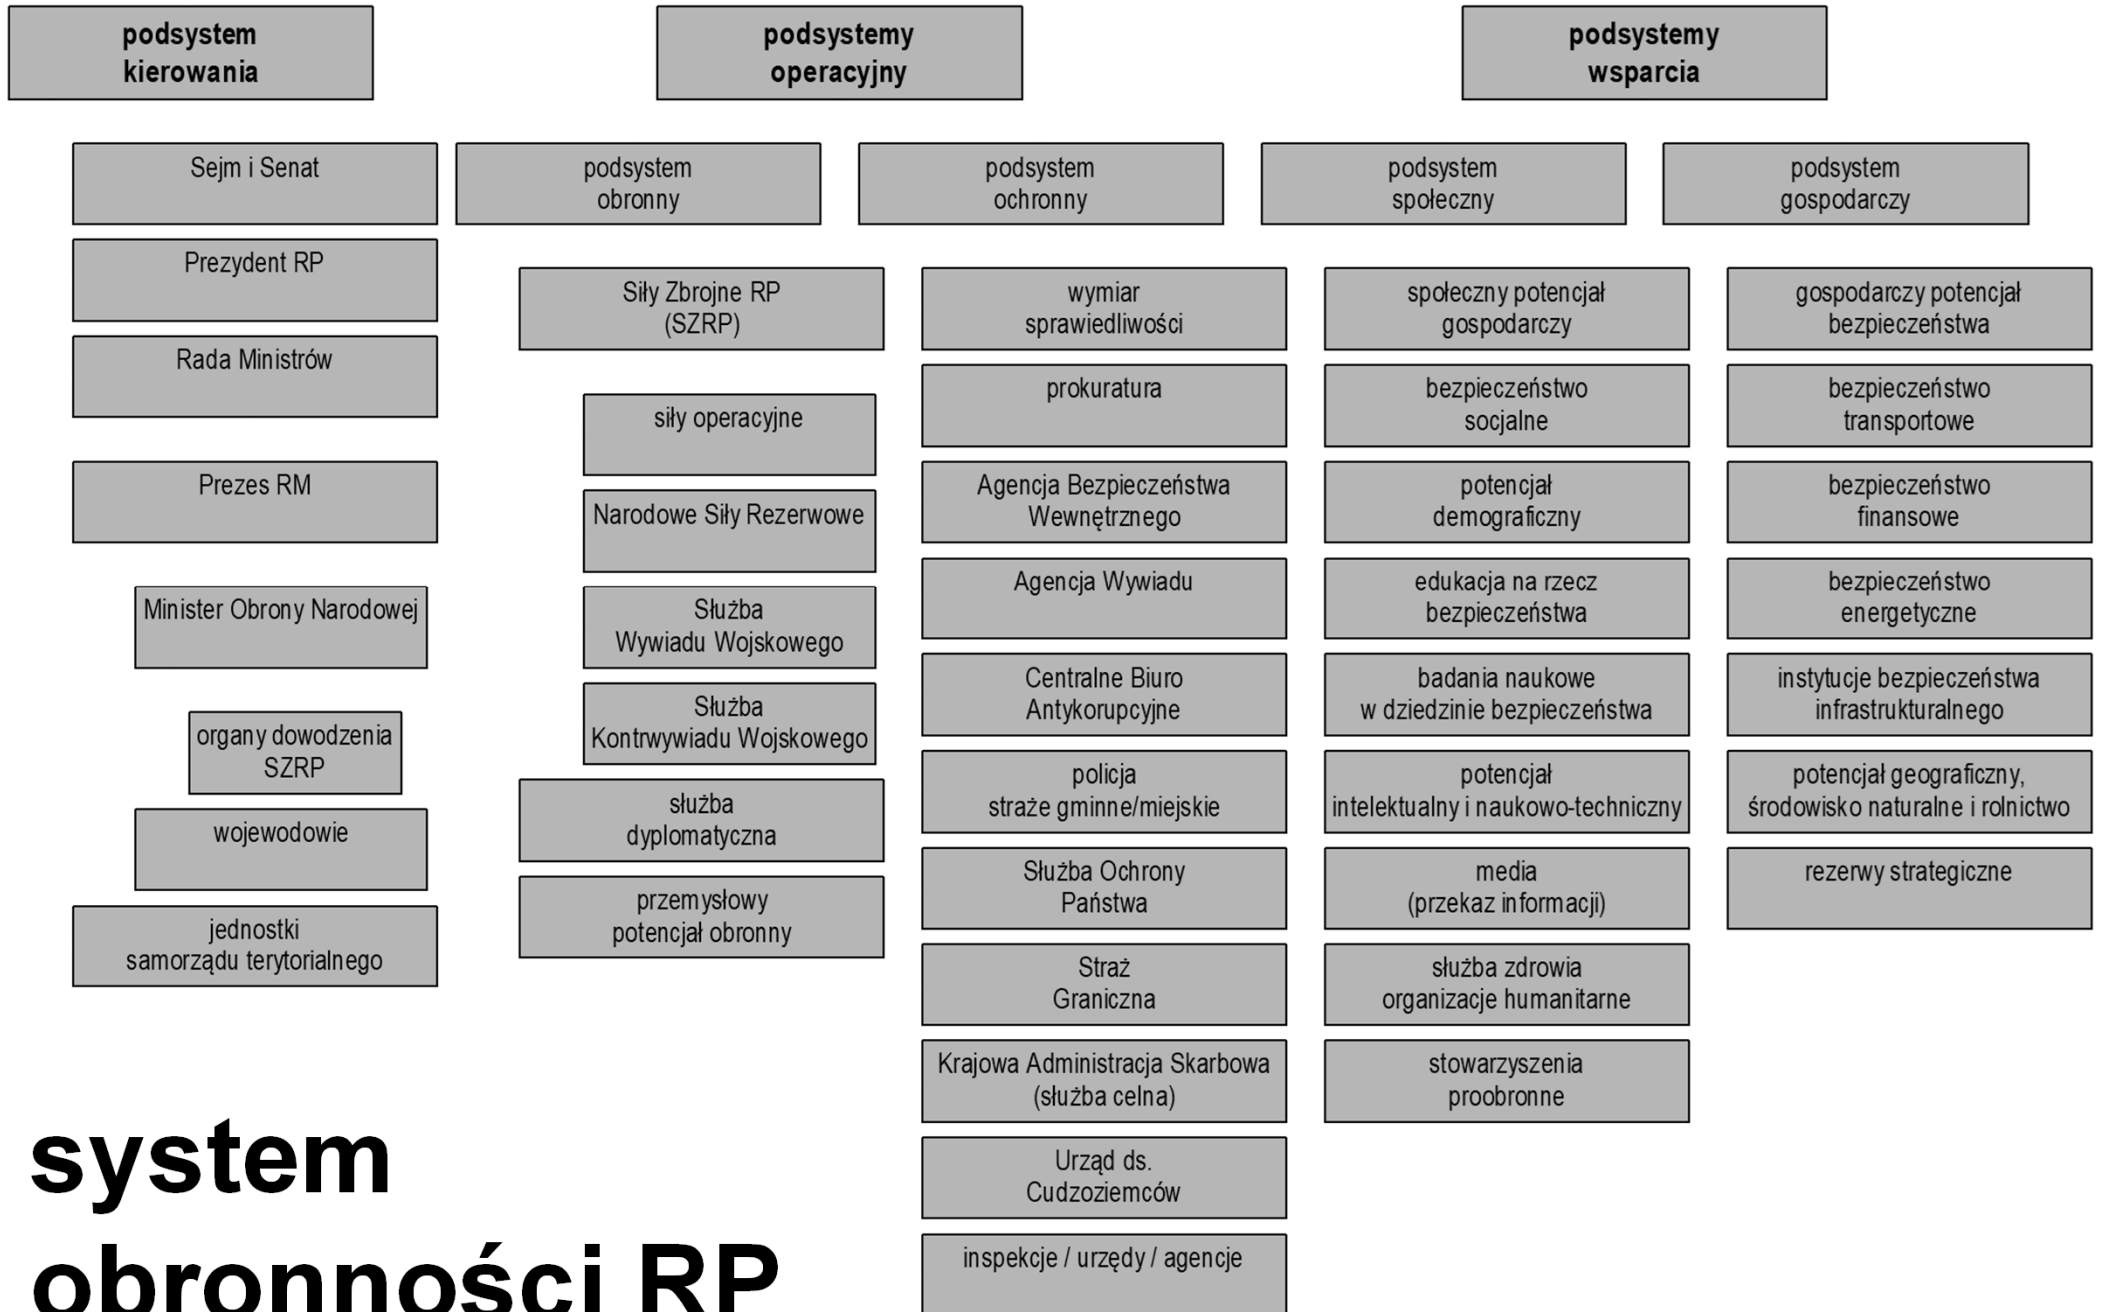 podsystem
kierowania
podsystemy
operacyjny
podsystemy
wsparcia
Sejm i Senat
Prezydent RP
Rada Ministrów
Prezes RM
Minister Obrony Narodowej
organy dowodzenia
SZRP
wojewodowie
jednostki
samorządu terytorialnego
podsystem
obronny
Siły Zbrojne RP
(SZRP)
siły operacyjne
Narodowe Siły Rezerwowe
Służba
Wywiadu Wojskowego
Służba
Kontrwywiadu Wojskowego
służba
dyplomatyczna
przemysłowy
potencjał obronny
podsystem
ochronny
wymiar
sprawiedliwości
prokuratura
Agencja Bezpieczeństwa
Wewnętrznego
Agencja Wywiadu
Centralne Biuro
Antykorupcyjne
policja
straże gminne/miejskie
Służba Ochrony
Państwa
Straż
Graniczna
Krajowa Administracja Skarbowa
(służba celna)
Urząd ds.
Cudzoziemców
inspekcje / urzędy / agencje
podsystem
społeczny
społeczny potencjał
gospodarczy
bezpieczeństwo
socjalne
potencjał
demograficzny
edukacja na rzecz
bezpieczeństwa
badania naukowe
w dziedzinie bezpieczeństwa
potencjał
intelektualny i naukowo-techniczny
media
(przekaz informacji)
służba zdrowia
organizacje humanitarne
stowarzyszenia
proobronne
podsystem
gospodarczy
gospodarczy potencjał
bezpieczeństwa
bezpieczeństwo
transportowe
bezpieczeństwo
finansowe
bezpieczeństwo
energetyczne
instytucje bezpieczeństwa
infrastrukturalnego
potencjał geograficzny,
środowisko naturalne i rolnictwo
rezerwy strategiczne
system
obronności RP